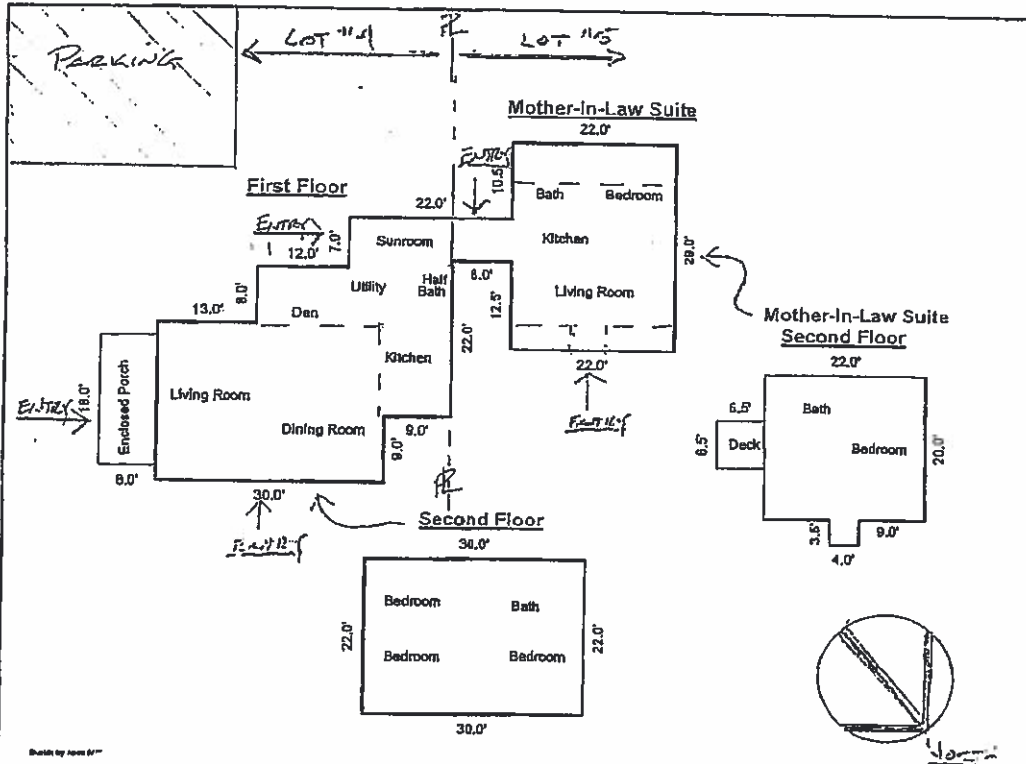 PARKING
LOT #4
PL
LOT #5
Mother-In-Law Suite
22.0'
ENTRY
10.5'
Bath
Bedroom
First Floor
22.0'
ENTRY
12.0'
7.0'
Sunroom
Kitchen
29.0'
Utility
Half
Bath
8.0'
Living Room
13.0'
Den
12.5'
Mother-In-Law Suite
Second Floor
22.0'
Kitchen
22.0'
22.0'
Enclosed Porch
18.0'
ENTRY
Living Room
Dining Room
9.0'
9.0'
8.0'
30.0'
PL
6.5'
Bath
6.5'
Deck
Bedroom
20.0'
3.5'
9.0'
4.0'
Second Floor
30.0'
Bedroom
Bath
22.0'
22.0'
Bedroom
Bedroom
30.0'